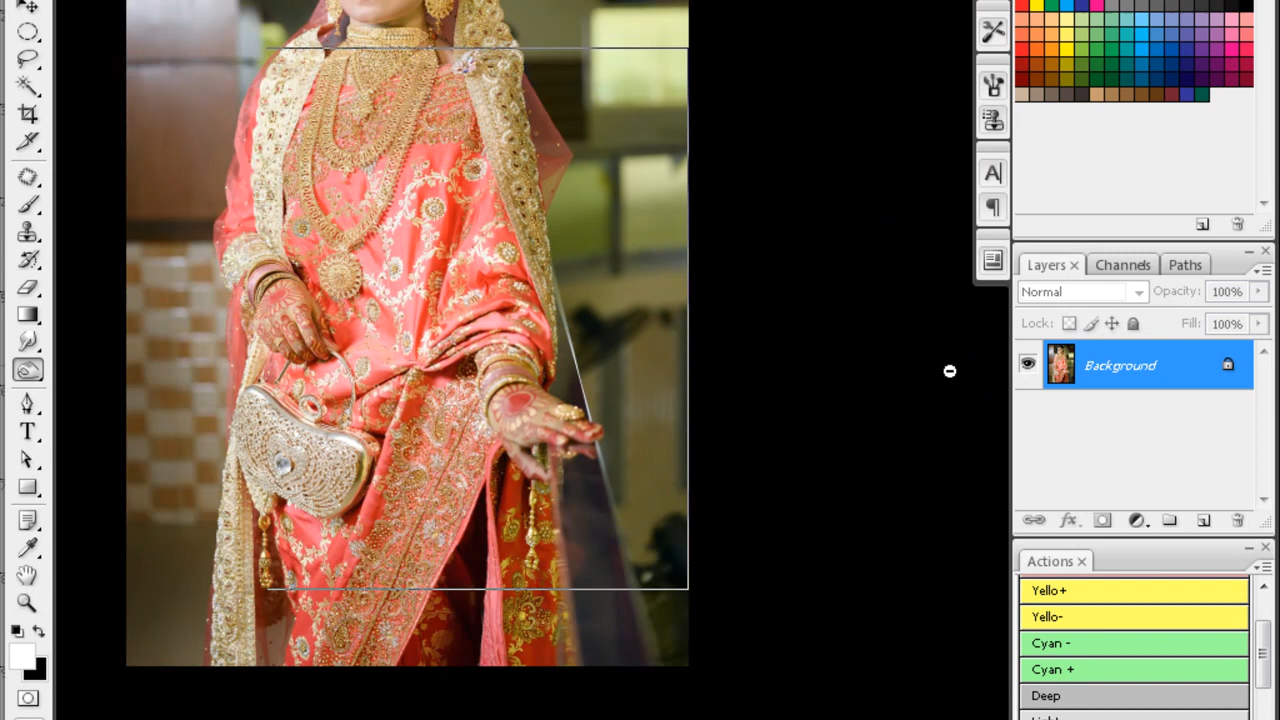 Layers Channels Paths
Normal Opacity: 100%
Lock: Fill: 100%
Background
Actions
Yello+
Yello-
Cyan -
Cyan +
Deep